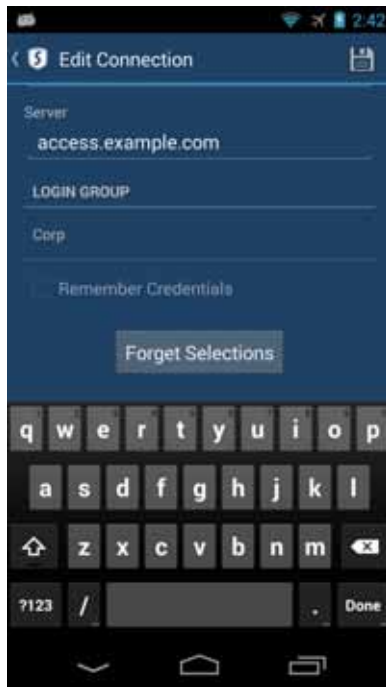 2:42
Edit Connection
Server
access.example.com
LOGIN GROUP
Corp
Remember Credentials
Forget Selections
q w e r t y u i o p
a s d f g h j k l
z x c v b n m
?123 / . Done